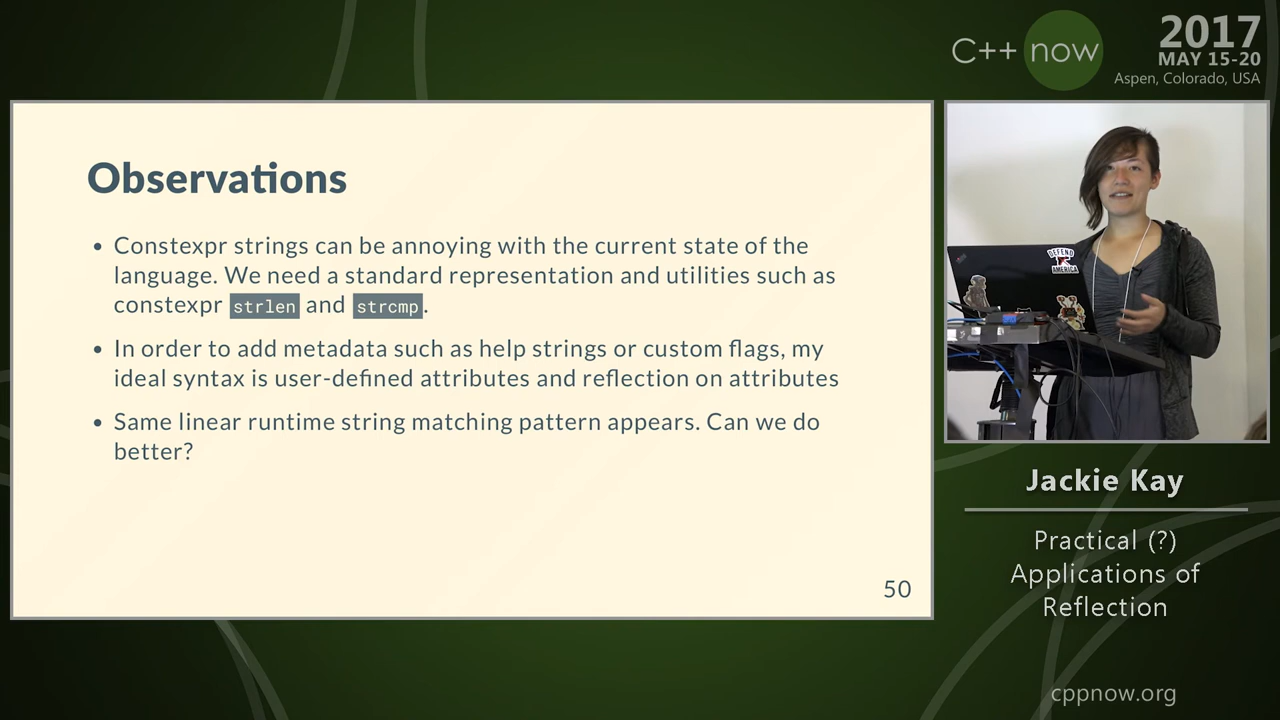 C++ now
2017
MAY 15-20
Aspen, Colorado, USA
Observations
• Constexpr strings can be annoying with the current state of the
language. We need a standard representation and utilities such as
constexpr strlen and strcmp.
• In order to add metadata such as help strings or custom flags, my
ideal syntax is user-defined attributes and reflection on attributes
• Same linear runtime string matching pattern appears. Can we do
better?
50
DEFEND
AMERICA
Jackie Kay
Practical (?)
Applications of
Reflection
cppnow.org